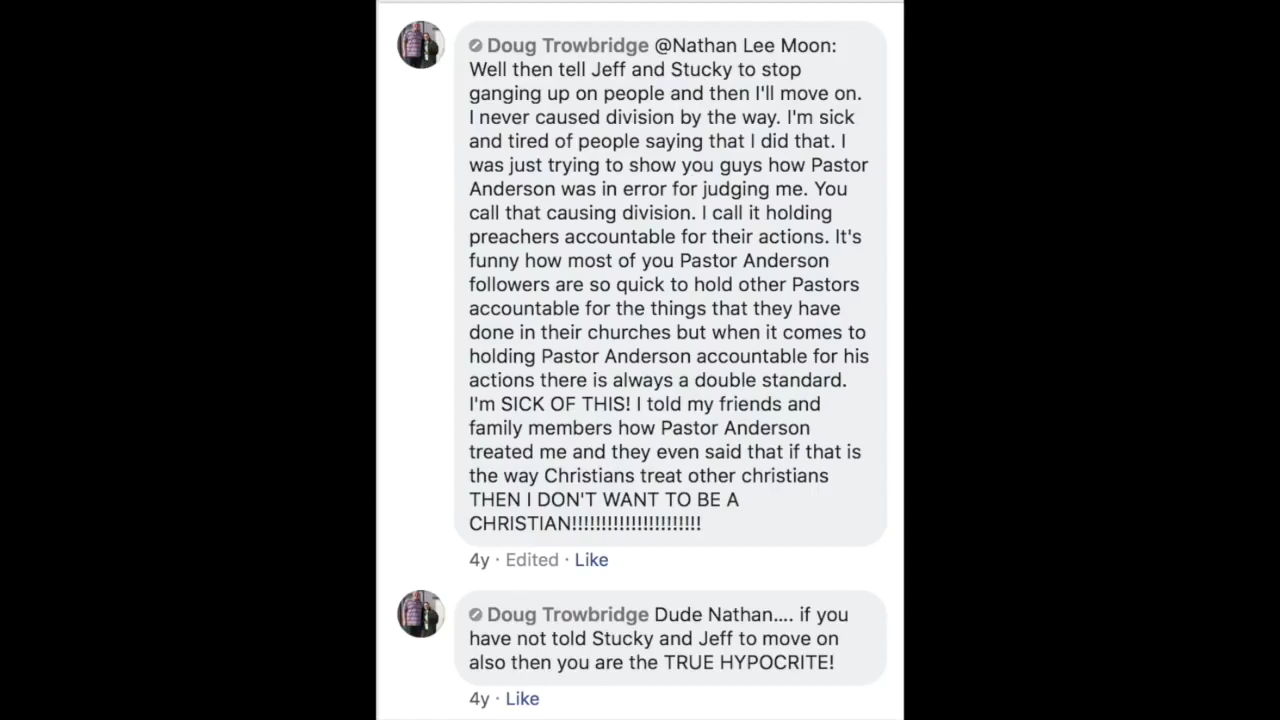 Doug Trowbridge @Nathan Lee Moon:
Well then tell Jeff and Stucky to stop
ganging up on people and then I'll move on.
I never caused division by the way. I'm sick
and tired of people saying that I did that. I
was just trying to show you guys how Pastor
Anderson was in error for judging me. You
call that causing division. I call it holding
preachers accountable for their actions. It's
funny how most of you Pastor Anderson
followers are so quick to hold other Pastors
accountable for the things that they have
done in their churches but when it comes to
holding Pastor Anderson accountable for his
actions there is always a double standard.
I'm SICK OF THIS! I told my friends and
family members how Pastor Anderson
treated me and they even said that if that is
the way Christians treat other christians
THEN I DON'T WANT TO BE A
CHRISTIAN!!!!!!!!!!!!!!!!!!!!!!
4y · Edited · Like
Doug Trowbridge Dude Nathan.... if you
have not told Stucky and Jeff to move on
also then you are the TRUE HYPOCRITE!
4y · Like